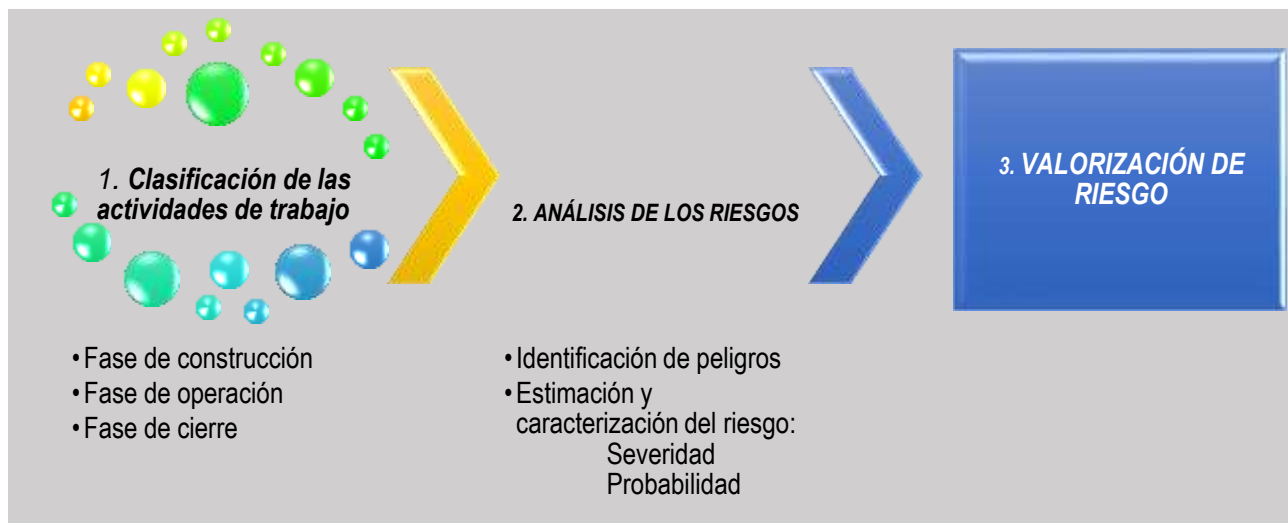 1. Clasificación de las
actividades de trabajo
• Fase de construcción
• Fase de operación
• Fase de cierre
2. ANÁLISIS DE LOS RIESGOS
• Identificación de peligros
• Estimación y
caracterización del riesgo:
Severidad
Probabilidad
3. VALORIZACIÓN DE
RIESGO